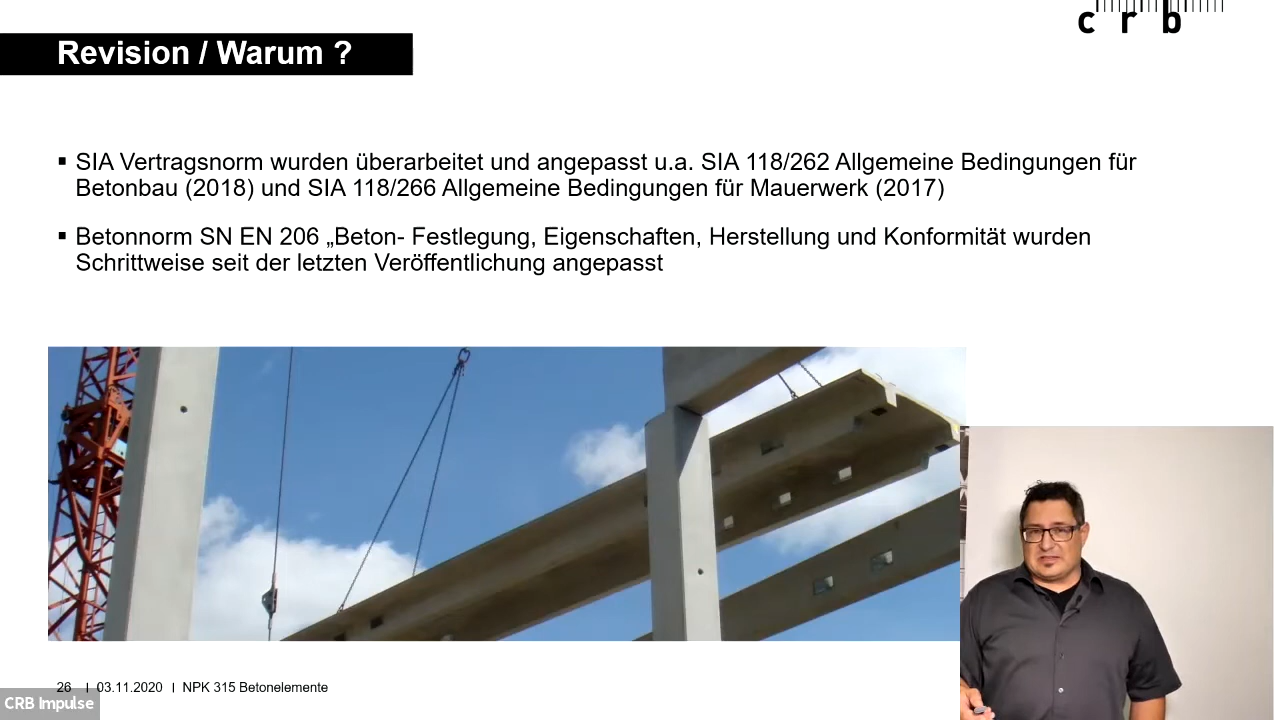 crb
Revision / Warum ?
▪ SIA Vertragsnorm wurden überarbeitet und angepasst u.a. SIA 118/262 Allgemeine Bedingungen für
Betonbau (2018) und SIA 118/266 Allgemeine Bedingungen für Mauerwerk (2017)
▪ Betonnorm SN EN 206 „Beton- Festlegung, Eigenschaften, Herstellung und Konformität wurden
Schrittweise seit der letzten Veröffentlichung angepasst
26 | 03.11.2020 | NPK 315 Betonelemente
CRB Impulse